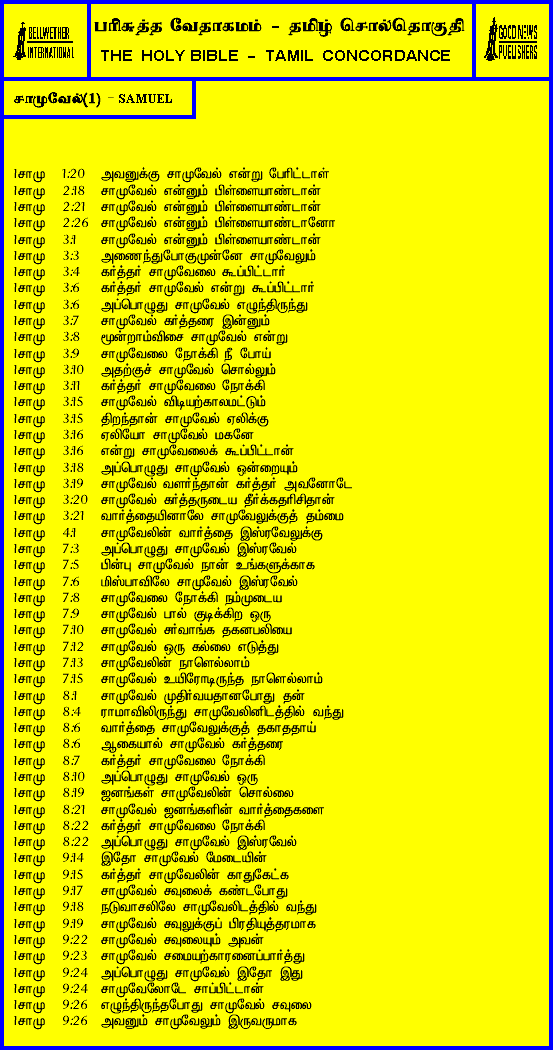 BELLWETHER
INTERNATIONAL
பரிசுத்த வேதாகமம் - தமிழ் சொல்தொகுதி
THE HOLY BIBLE - TAMIL CONCORDANCE
GOOD NEWS
PUBLISHERS
சாமுவேல்(1) - SAMUEL
1சாமு 1:20 அவனுக்கு சாமுவேல் என்று பேரிட்டாள்
1சாமு 2:18 சாமுவேல் என்னும் பிள்ளையாண்டான்
1சாமு 2:21 சாமுவேல் என்னும் பிள்ளையாண்டான்
1சாமு 2:26 சாமுவேல் என்னும் பிள்ளையாண்டானோ
1சாமு 3:1 சாமுவேல் என்னும் பிள்ளையாண்டான்
1சாமு 3:3 அணைந்துபோகுமுன்னே சாமுவேலும்
1சாமு 3:4 கர்த்தர் சாமுவேலை கூப்பிட்டார்
1சாமு 3:6 கர்த்தர் சாமுவேல் என்று கூப்பிட்டார்
1சாமு 3:6 அப்பொழுது சாமுவேல் எழுந்திருந்து
1சாமு 3:7 சாமுவேல் கர்த்தரை இன்னும்
1சாமு 3:8 மூன்றாம்விசை சாமுவேல் என்று
1சாமு 3:9 சாமுவேலை நோக்கி நீ போய்
1சாமு 3:10 அதற்குச் சாமுவேல் சொல்லும்
1சாமு 3:11 கர்த்தர் சாமுவேலை நோக்கி
1சாமு 3:15 சாமுவேல் விடியற்காலமட்டும்
1சாமு 3:15 திறந்தான் சாமுவேல் ஏலிக்கு
1சாமு 3:16 ஏலியோ சாமுவேல் மகனே
1சாமு 3:16 என்று சாமுவேலைக் கூப்பிட்டான்
1சாமு 3:18 அப்பொழுது சாமுவேல் ஒன்றையும்
1சாமு 3:19 சாமுவேல் வளர்ந்தான் கர்த்தர் அவனோடே
1சாமு 3:20 சாமுவேல் கர்த்தருடைய தீர்க்கதரிசிதான்
1சாமு 3:21 வார்த்தையினாலே சாமுவேலுக்குத் தம்மை
1சாமு 4:1 சாமுவேலின் வார்த்தை இஸ்ரவேலுக்கு
1சாமு 7:3 அப்பொழுது சாமுவேல் இஸ்ரவேல்
1சாமு 7:5 பின்பு சாமுவேல் நான் உங்களுக்காக
1சாமு 7:6 மிஸ்பாவிலே சாமுவேல் இஸ்ரவேல்
1சாமு 7:8 சாமுவேலை நோக்கி நம்முடைய
1சாமு 7:9 சாமுவேல் பால் குடிக்கிற ஒரு
1சாமு 7:10 சாமுவேல் சர்வாங்க தகனபலியை
1சாமு 7:12 சாமுவேல் ஒரு கல்லை எடுத்து
1சாமு 7:13 சாமுவேலின் நாளெல்லாம்
1சாமு 7:15 சாமுவேல் உயிரோடிருந்த நாளெல்லாம்
1சாமு 8:1 சாமுவேல் முதிர்வயதானபோது தன்
1சாமு 8:4 ராமாவிலிருந்து சாமுவேலினிடத்தில் வந்து
1சாமு 8:6 வார்த்தை சாமுவேலுக்குத் தகாததாய்
1சாமு 8:6 ஆகையால் சாமுவேல் கர்த்தரை
1சாமு 8:7 கர்த்தர் சாமுவேலை நோக்கி
1சாமு 8:10 அப்பொழுது சாமுவேல் ஒரு
1சாமு 8:19 ஜனங்கள் சாமுவேலின் சொல்லை
1சாமு 8:21 சாமுவேல் ஜனங்களின் வார்த்தைகளை
1சாமு 8:22 கர்த்தர் சாமுவேலை நோக்கி
1சாமு 8:22 அப்பொழுது சாமுவேல் இஸ்ரவேல்
1சாமு 9:14 இதோ சாமுவேல் மேடையின்
1சாமு 9:15 கர்த்தர் சாமுவேலின் காதுகேட்க
1சாமு 9:17 சாமுவேல் சவுலைக் கண்டபோது
1சாமு 9:18 நடுவாசலிலே சாமுவேலிடத்தில் வந்து
1சாமு 9:19 சாமுவேல் சவுலுக்குப் பிரதியுத்தரமாக
1சாமு 9:22 சாமுவேல் சவுலையும் அவன்
1சாமு 9:23 சாமுவேல் சமையற்காரனைப்பார்த்து
1சாமு 9:24 அப்பொழுது சாமுவேல் இதோ இது
1சாமு 9:24 சாமுவேலோடே சாப்பிட்டான்
1சாமு 9:26 எழுந்திருந்தபோது சாமுவேல் சவுலை
1சாமு 9:26 அவனும் சாமுவேலும் இருவருமாக